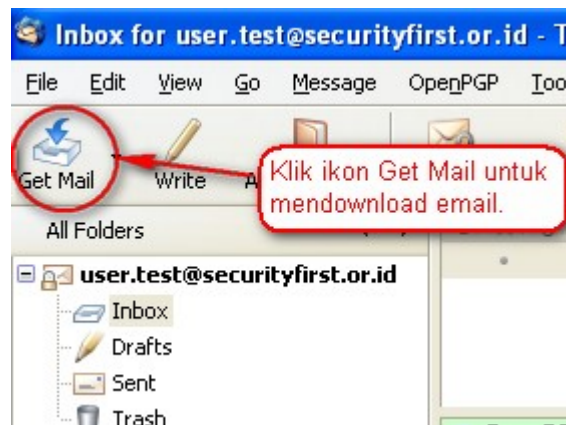 Inbox for user.test@securityfirst.or.id - T
File Edit View Go Message OpenPGP Too
Get Mail Write
Klik ikon Get Mail untuk
mendownload email.
All Folders
user.test@securityfirst.or.id
Inbox
Drafts
Sent
Trash